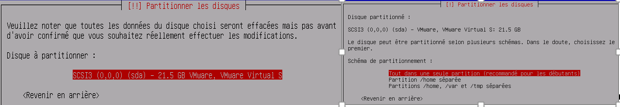 [!!] Partitionner les disques
Veuillez noter que toutes les données du disque choisi seront effacées mais pas avant
d'avoir confirmé que vous souhaitez réellement effectuer les modifications.
Disque à partitionner :
SCSI3 (0,0,0) (sda) - 21.5 GB VMware, VMware Virtual S
<Revenir en arrière>
[!!] Partitionner les disques
Disque partitionné :
SCSI3 (0,0,0) (sda) - VMware, VMware Virtual S: 21.5 GB
Le disque peut être partitionné selon plusieurs schémas. Dans le doute, choisissez le
premier.
Schéma de partitionnement :
Tout dans une seule partition (recommandé pour les débutants)
Partition /home séparée
Partitions /home, /var et /tmp séparées
<Revenir en arrière>